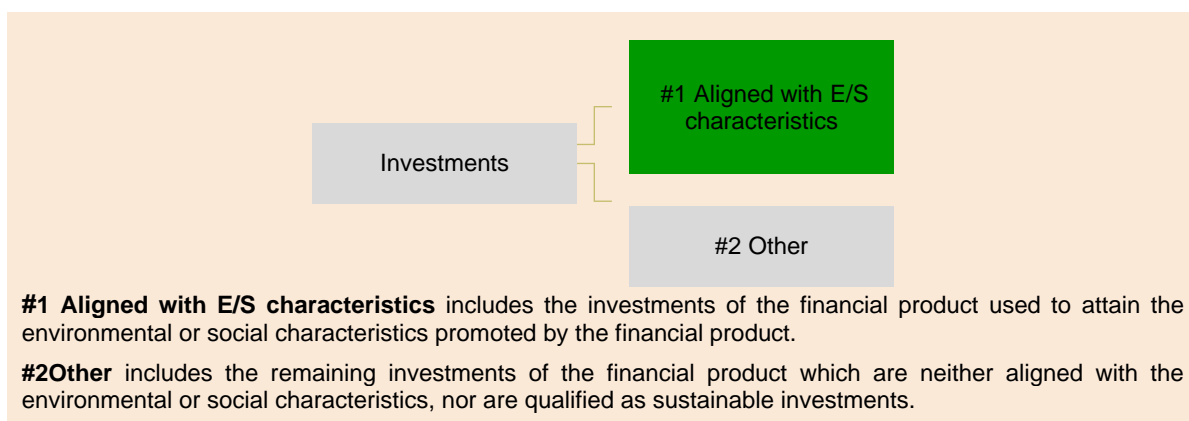 #1 Aligned with E/S
characteristics
Investments
#2 Other
#1 Aligned with E/S characteristics includes the investments of the financial product used to attain the
environmental or social characteristics promoted by the financial product.
#2Other includes the remaining investments of the financial product which are neither aligned with the
environmental or social characteristics, nor are qualified as sustainable investments.